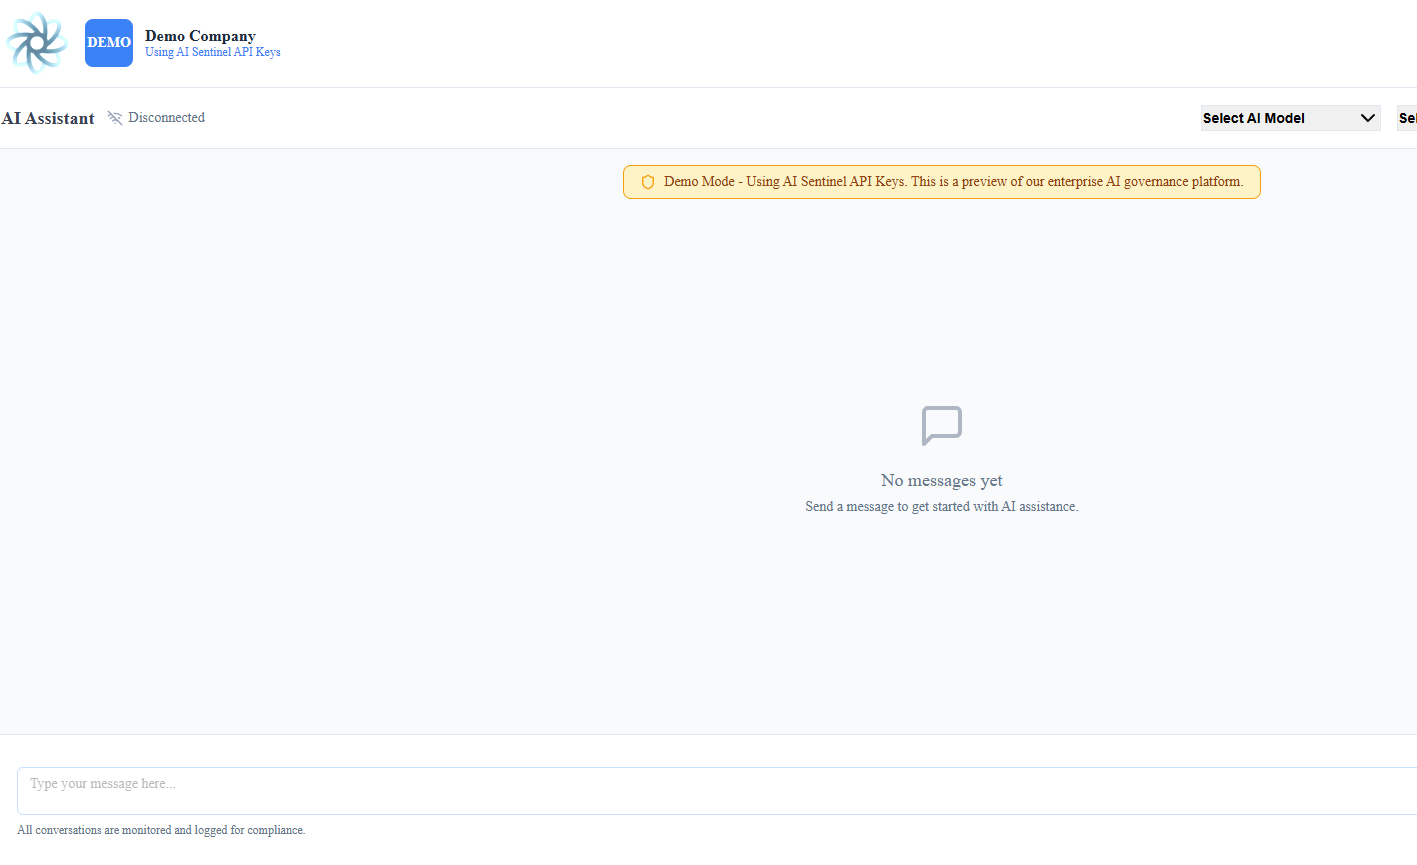 DEMO
Demo Company
Using AI Sentinel API Keys
AI Assistant
Disconnected
Select AI Model
Sel
Demo Mode - Using AI Sentinel API Keys. This is a preview of our enterprise AI governance platform.
No messages yet
Send a message to get started with AI assistance.
Type your message here...
All conversations are monitored and logged for compliance.